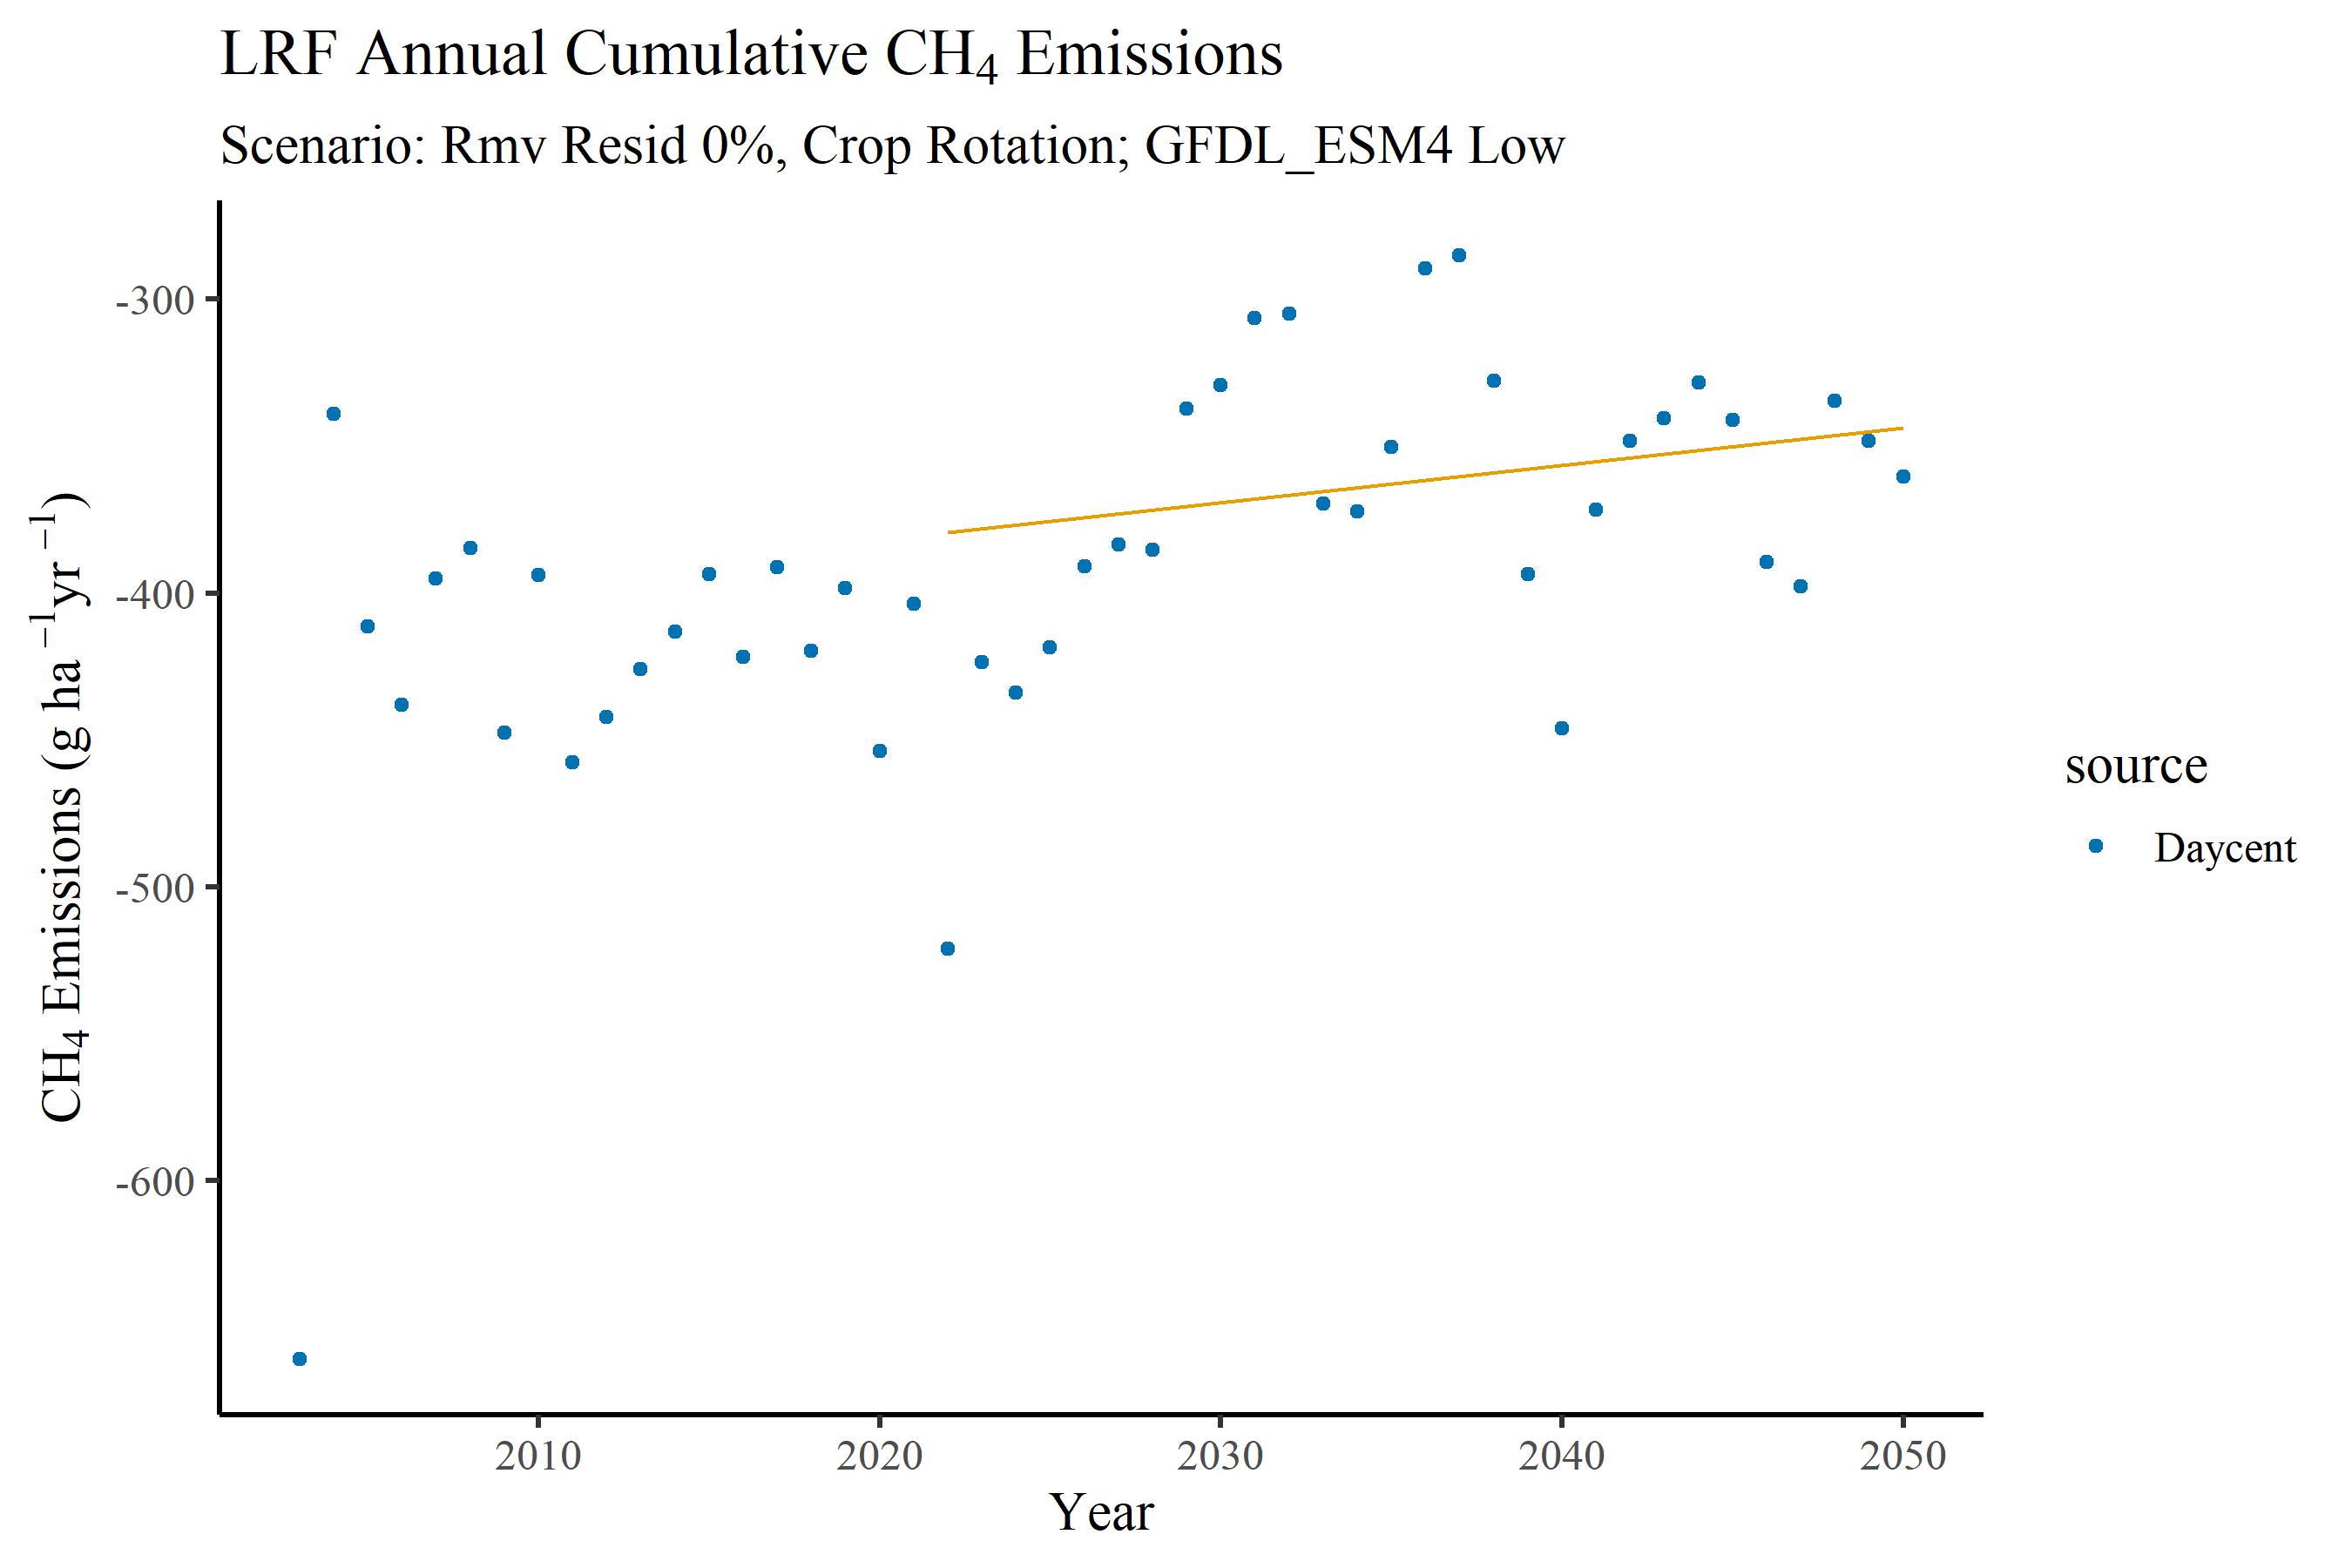 LRF Annual Cumulative CH₄ Emissions
Scenario: Rmv Resid 0%, Crop Rotation; GFDL_ESM4 Low
CH₄ Emissions (g ha ⁻¹yr ⁻¹)
-300
-400
-500
-600
source
Daycent
2010 2020 2030 2040 2050
Year